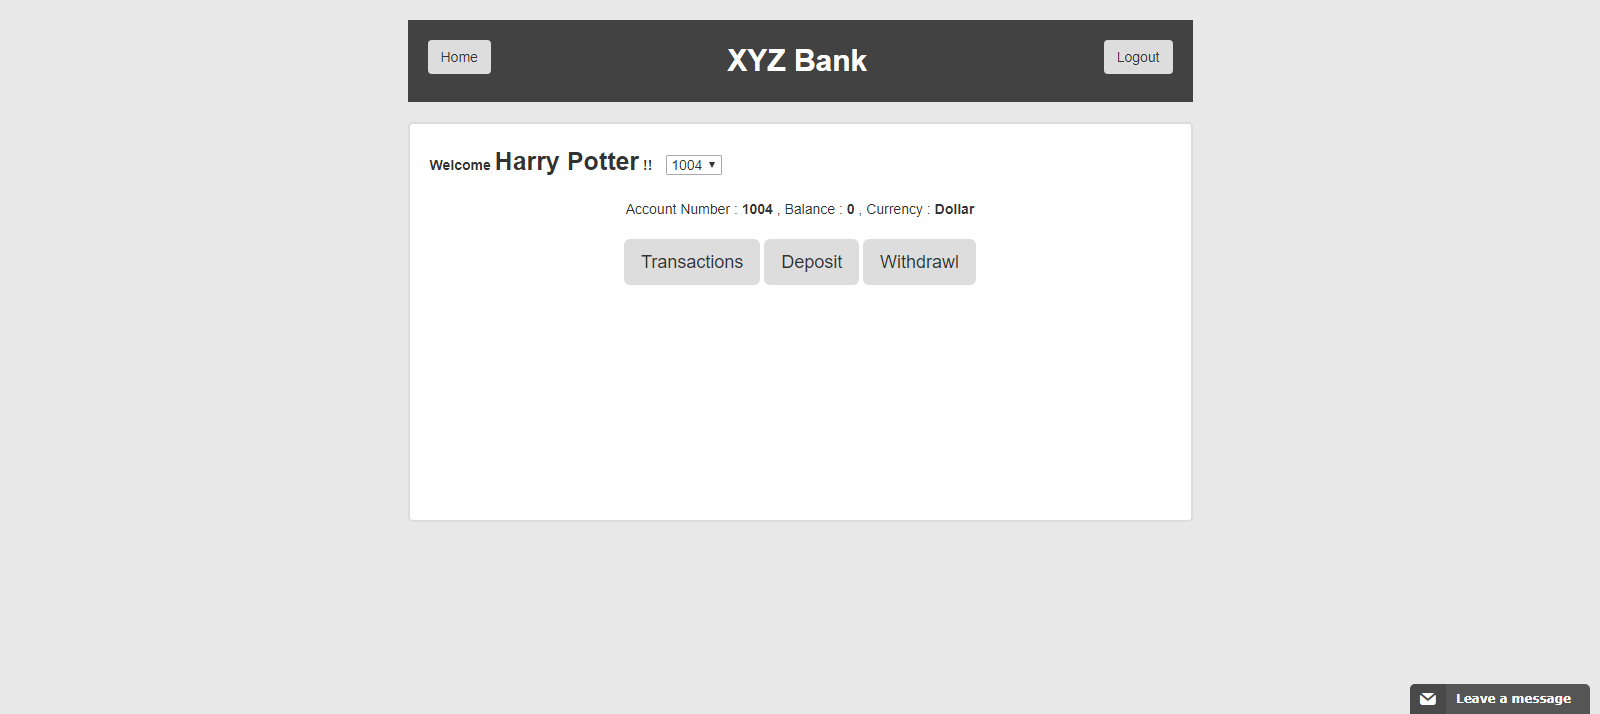 Home XYZ Bank Logout
Welcome Harry Potter !! 1004
Account Number : 1004 , Balance : 0 , Currency : Dollar
Transactions Deposit Withdrawl
Leave a message